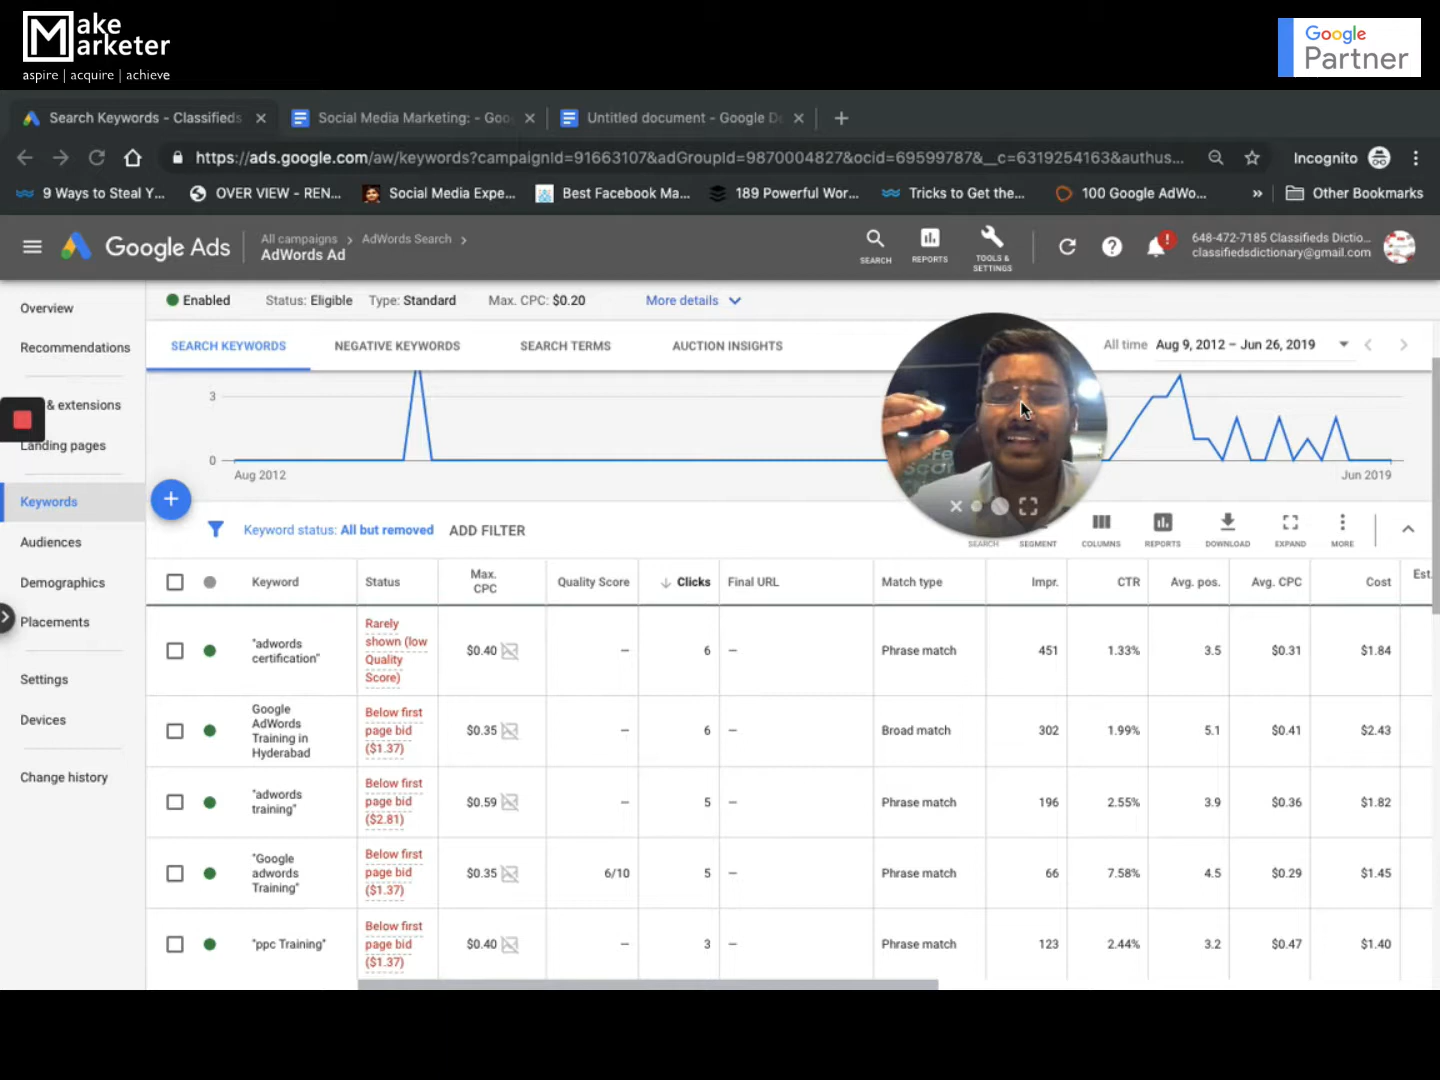 Make
Marketer
aspire | acquire | achieve
Google
Partner
Search Keywords - Classifieds
Social Media Marketing: - Goo
Untitled document - Google D
https://ads.google.com/aw/keywords?campaignId=91663107&adGroupId=9870004827&ocid=69599787&__c=6319254163&authus...
Incognito
9 Ways to Steal Y...
OVER VIEW - REN...
Social Media Expe...
Best Facebook Ma...
189 Powerful Wor...
Tricks to Get the...
100 Google AdWo...
»
Other Bookmarks
Google Ads
All campaigns > AdWords Search >
AdWords Ad
SEARCH
REPORTS
TOOLS &
SETTINGS
648-472-7185 Classifieds Dictio...
classifiedsdictionary@gmail.com
Overview
Recommendations
& extensions
Landing pages
Keywords
Audiences
Demographics
Placements
Settings
Devices
Change history
Enabled Status: Eligible Type: Standard Max. CPC: $0.20 More details
SEARCH KEYWORDS NEGATIVE KEYWORDS SEARCH TERMS AUCTION INSIGHTS
All time Aug 9, 2012 – Jun 26, 2019
3
0
Aug 2012
Jun 2019
Keyword status: All but removed ADD FILTER
SEARCH SEGMENT COLUMNS REPORTS DOWNLOAD EXPAND MORE
Keyword Status Max. CPC Quality Score Clicks Final URL Match type Impr. CTR Avg. pos. Avg. CPC Cost Est.
"adwords certification" Rarely shown (low Quality Score) $0.40 – 6 – Phrase match 451 1.33% 3.5 $0.31 $1.84
Google AdWords Training in Hyderabad Below first page bid ($1.37) $0.35 – 6 Broad match 302 1.99% 5.1 $0.41 $2.43
"adwords training" Below first page bid ($2.81) $0.59 – 5 – Phrase match 196 2.55% 3.9 $0.36 $1.82
"Google adwords Training" Below first page bid ($1.37) $0.35 6/10 5 – Phrase match 66 7.58% 4.5 $0.29 $1.45
"ppc Training" Below first page bid ($1.37) $0.40 – 3 – Phrase match 123 2.44% 3.2 $0.47 $1.40